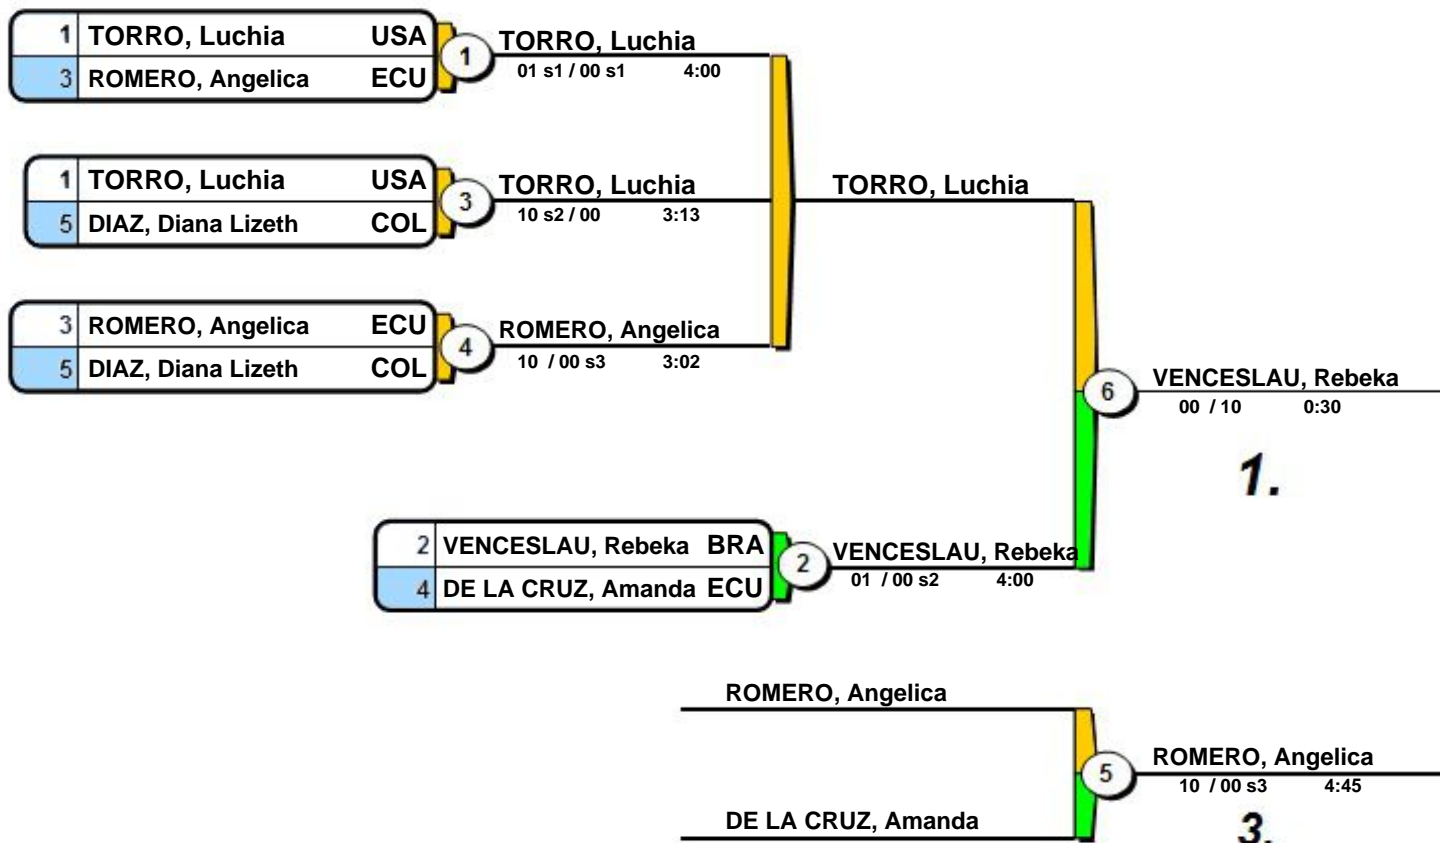 1 TORRO, Luchia USA
3 ROMERO, Angelica ECU
1
TORRO, Luchia
01 s1 / 00 s1 4:00
1 TORRO, Luchia USA
5 DIAZ, Diana Lizeth COL
3
TORRO, Luchia
10 s2 / 00 3:13
TORRO, Luchia
3 ROMERO, Angelica ECU
5 DIAZ, Diana Lizeth COL
4
ROMERO, Angelica
10 / 00 s3 3:02
6
VENCESLAU, Rebeka
00 / 10 0:30
1.
2 VENCESLAU, Rebeka BRA
4 DE LA CRUZ, Amanda ECU
2
VENCESLAU, Rebeka
01 / 00 s2 4:00
ROMERO, Angelica
DE LA CRUZ, Amanda
5
ROMERO, Angelica
10 / 00 s3 4:45
3.